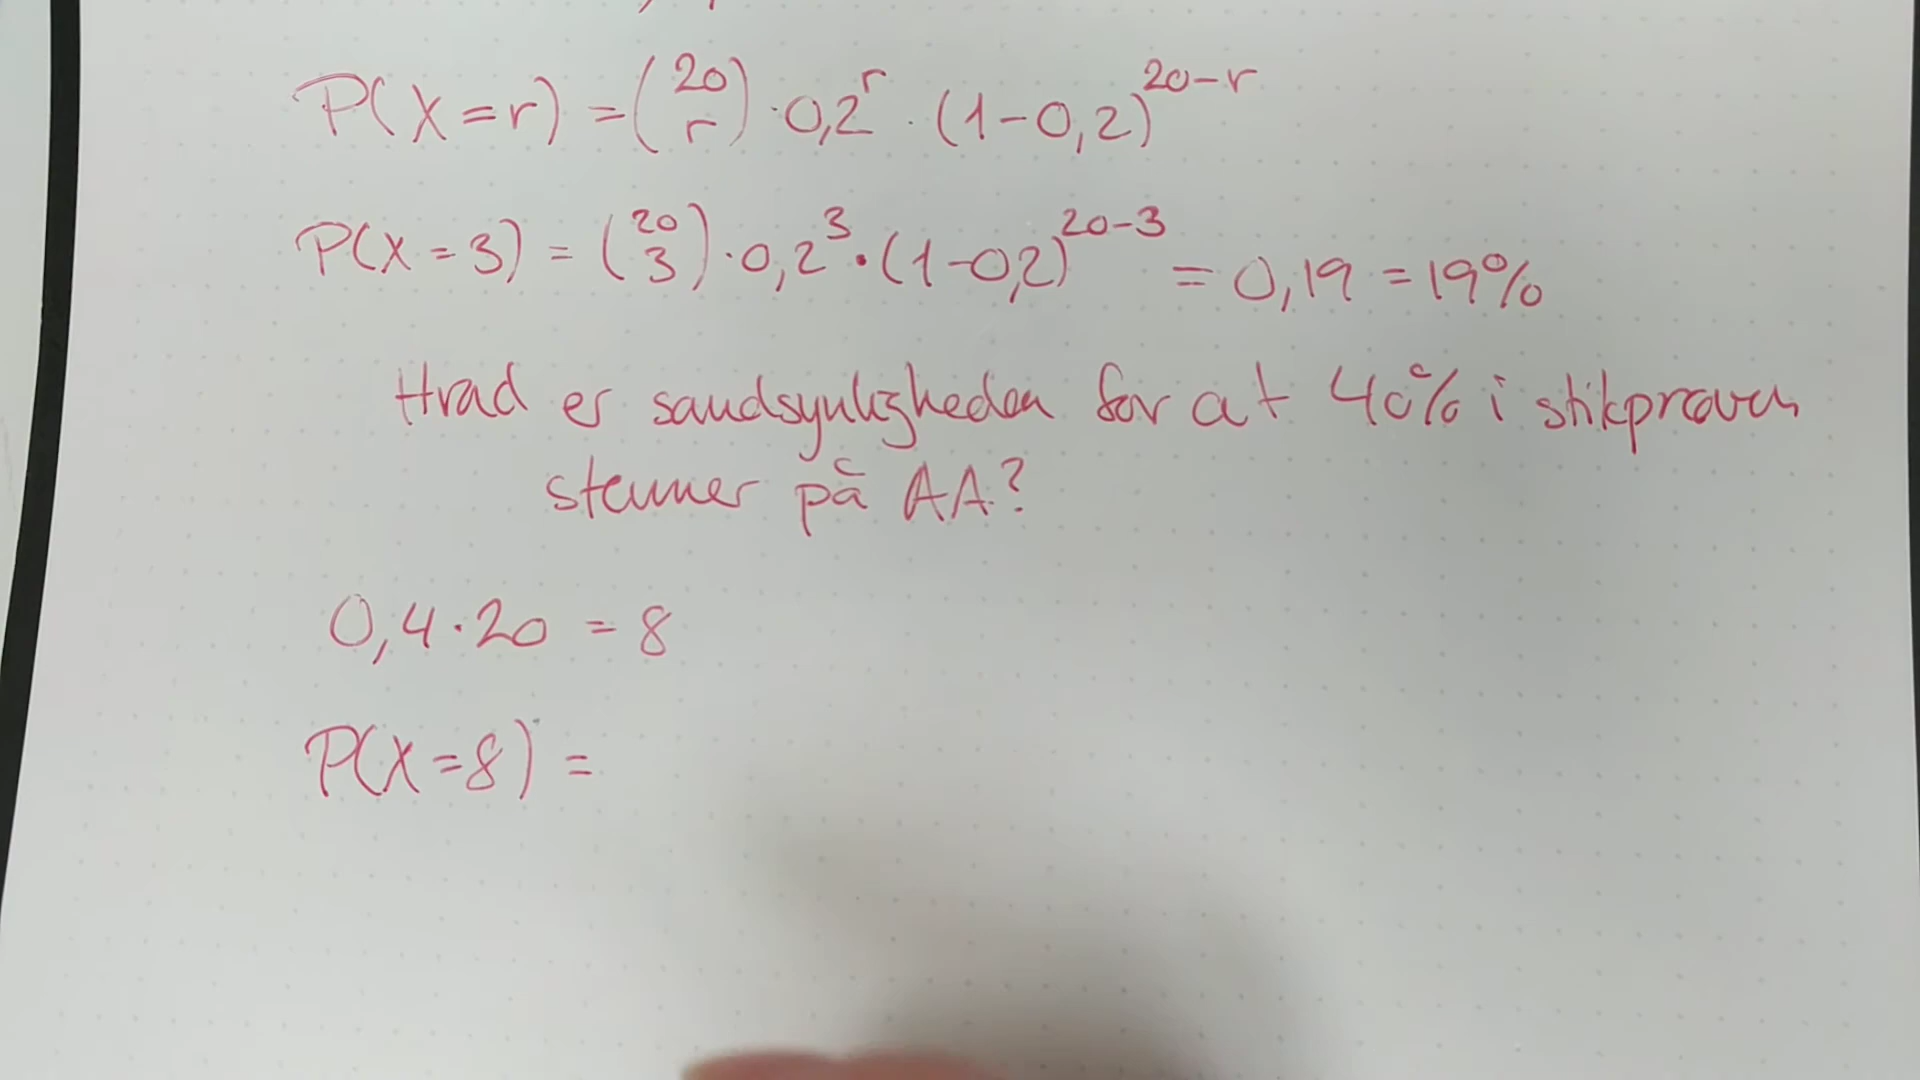 P(X=r) = (20 r) · 0,2^r · (1-0,2)^20-r
P(X=3) = (20 3) · 0,2^3 · (1-0,2)^20-3 = 0,19 = 19%
Hvad er sandsynligheden for at 40% i stikprøven
stemmer på AA?
0,4 · 20 = 8
P(X=8) =